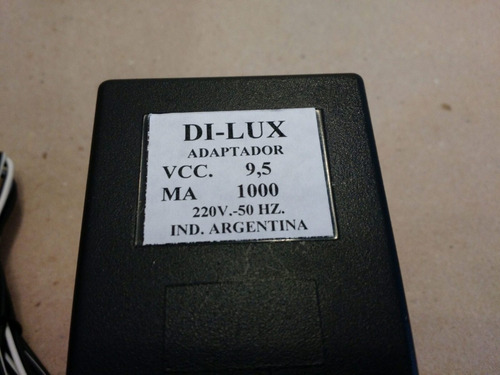 DI-LUX
ADAPTADOR
VCC. 9,5
MA 1000
220V.-50 HZ.
IND. ARGENTINA